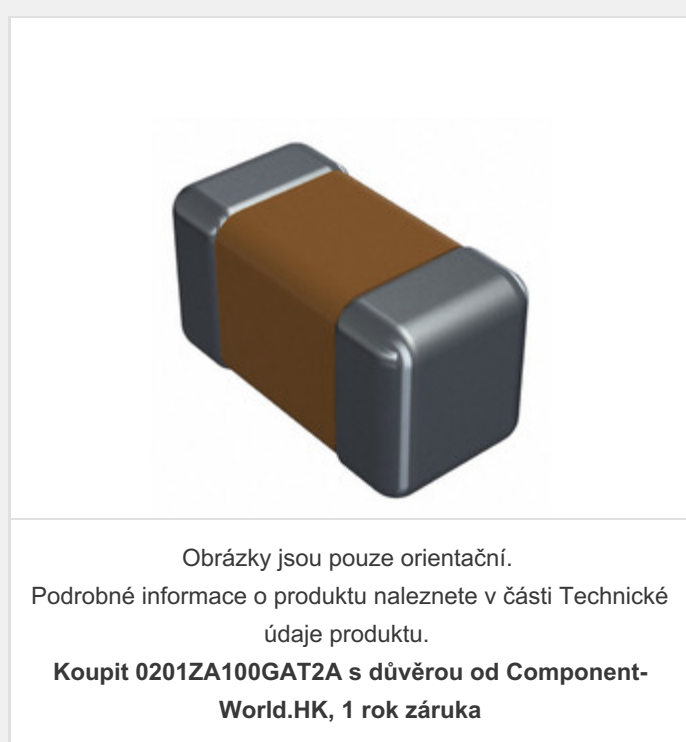 Obrázky jsou pouze orientační.
Podrobné informace o produktu naleznete v části Technické
údaje produktu.
Koupit 0201ZA100GAT2A s důvěrou od Component-
World.HK, 1 rok záruka